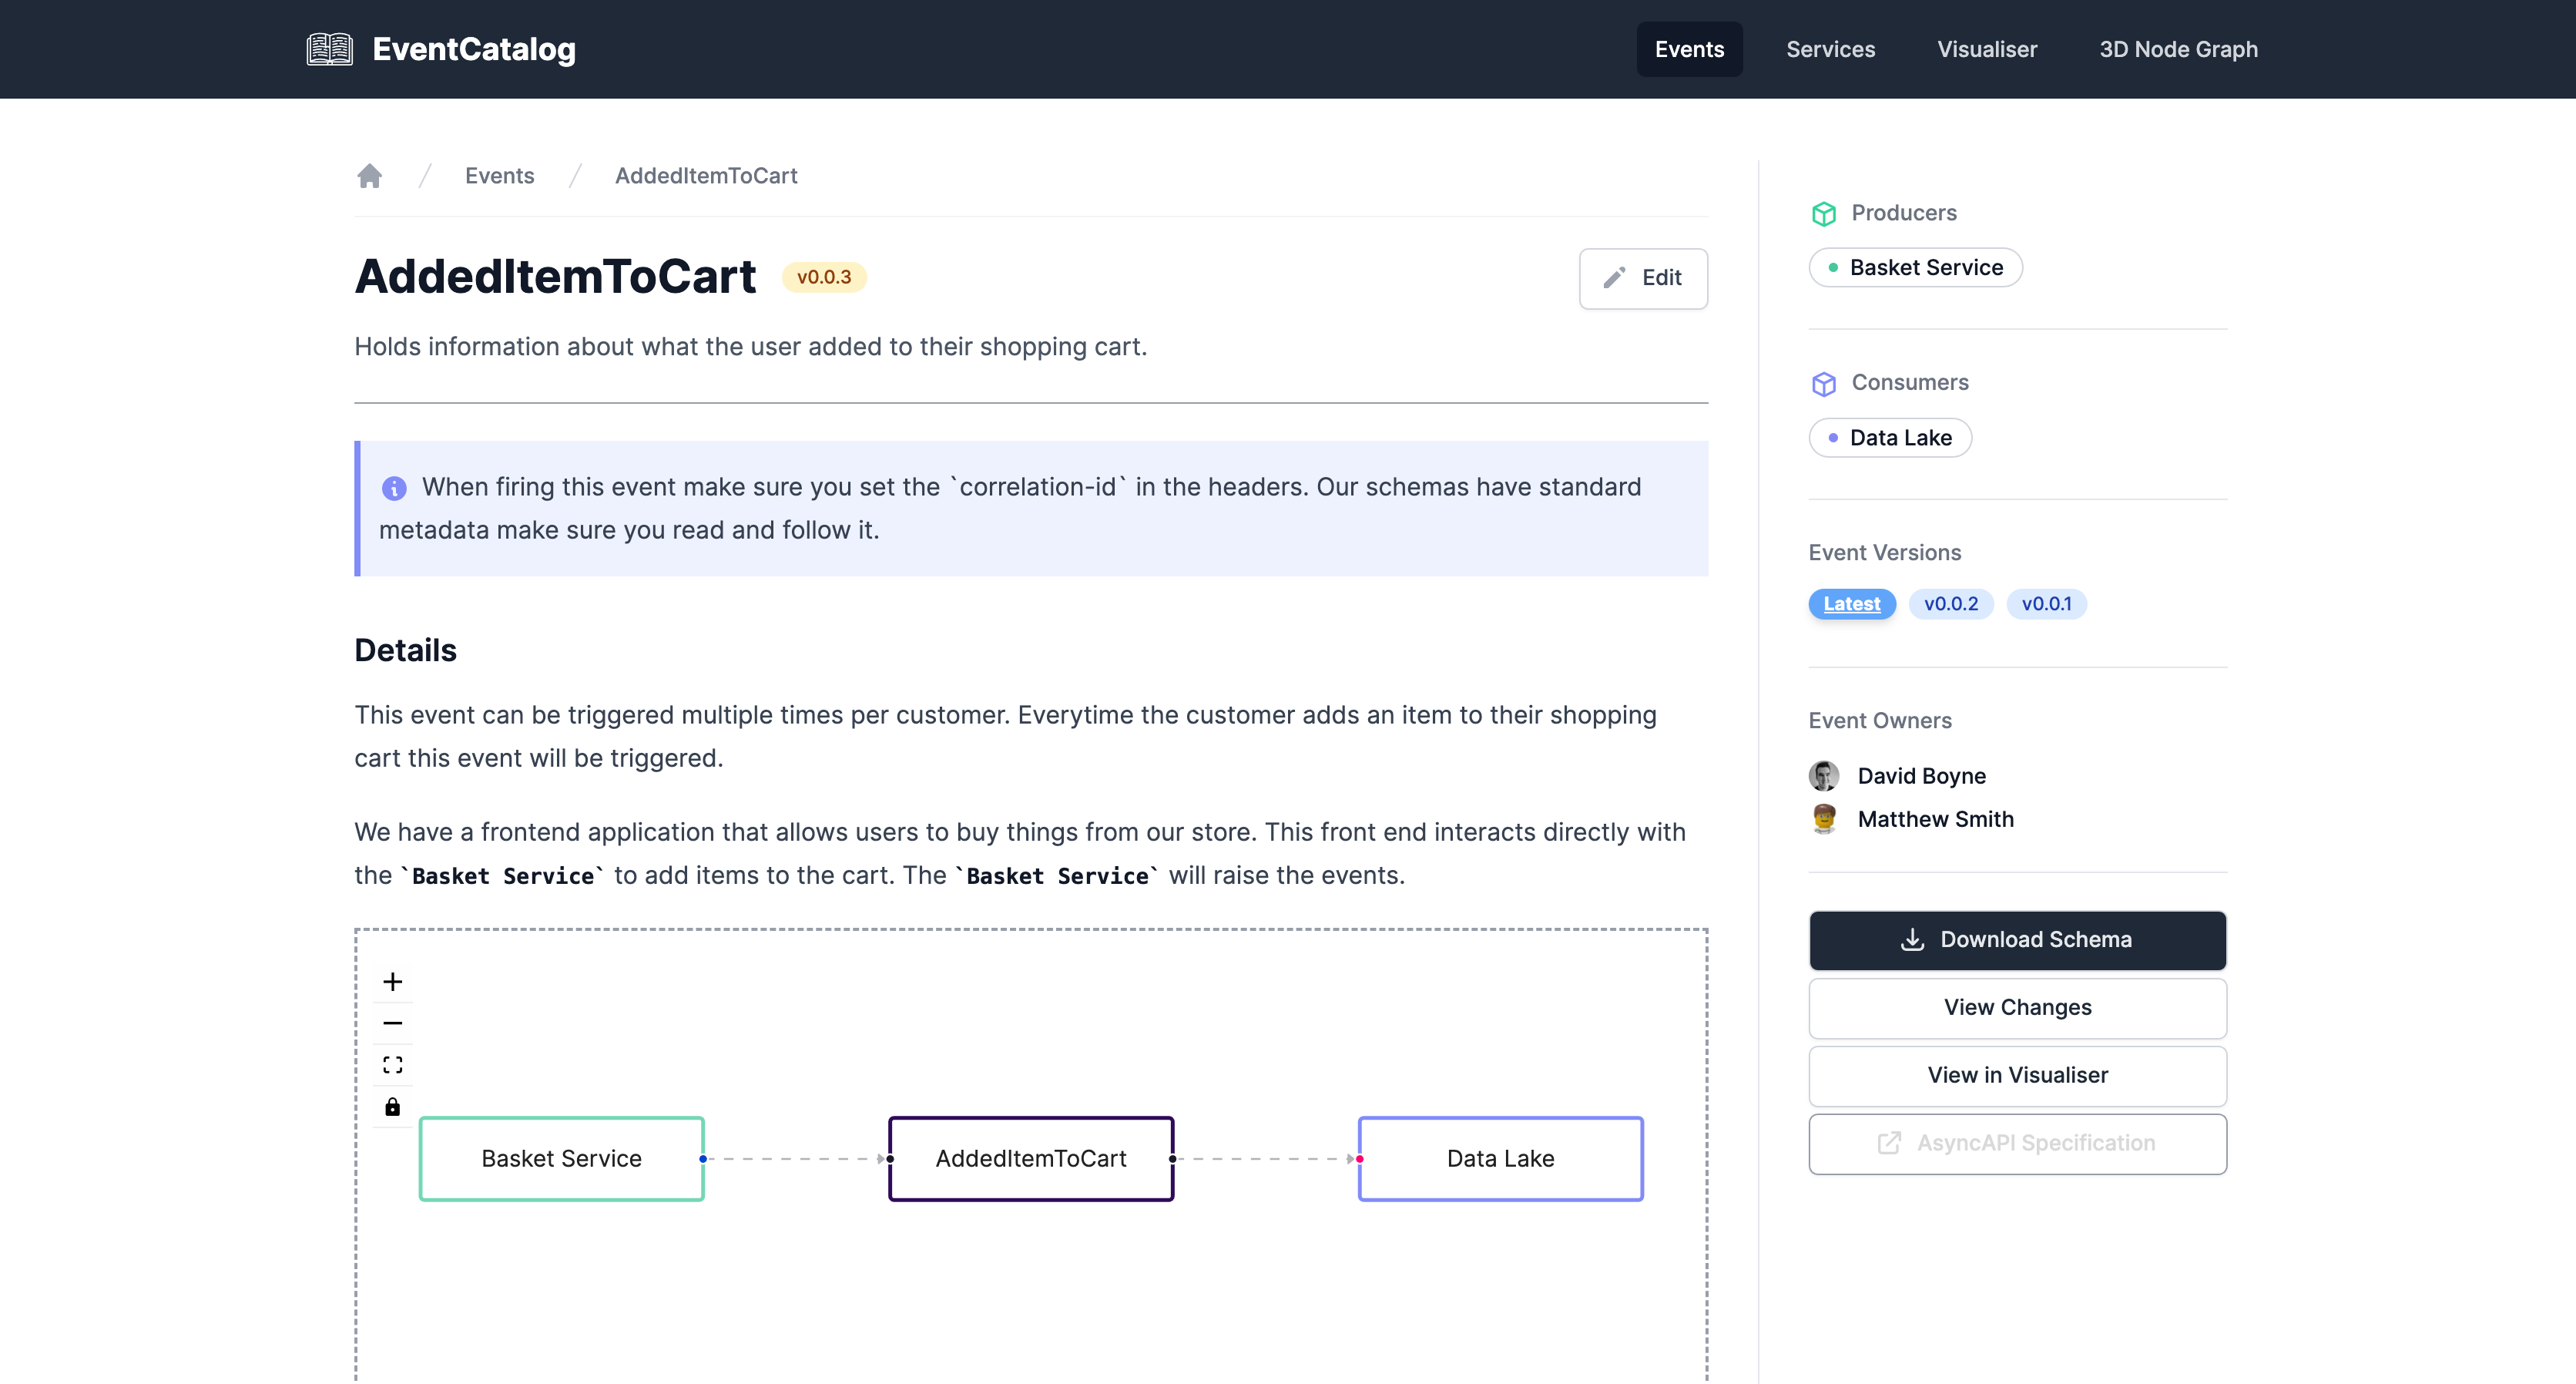 EventCatalog
Events
Services
Visualiser
3D Node Graph
Events
AddedItemToCart
AddedItemToCart
v0.0.3
Edit
Holds information about what the user added to their shopping cart.
When firing this event make sure you set the `correlation-id` in the headers. Our schemas have standard
metadata make sure you read and follow it.
Details
This event can be triggered multiple times per customer. Everytime the customer adds an item to their shopping
cart this event will be triggered.
We have a frontend application that allows users to buy things from our store. This front end interacts directly with
the `Basket Service` to add items to the cart. The `Basket Service` will raise the events.
Basket Service
AddedItemToCart
Data Lake
Producers
Basket Service
Consumers
Data Lake
Event Versions
Latest
v0.0.2
v0.0.1
Event Owners
David Boyne
Matthew Smith
Download Schema
View Changes
View in Visualiser
AsyncAPI Specification